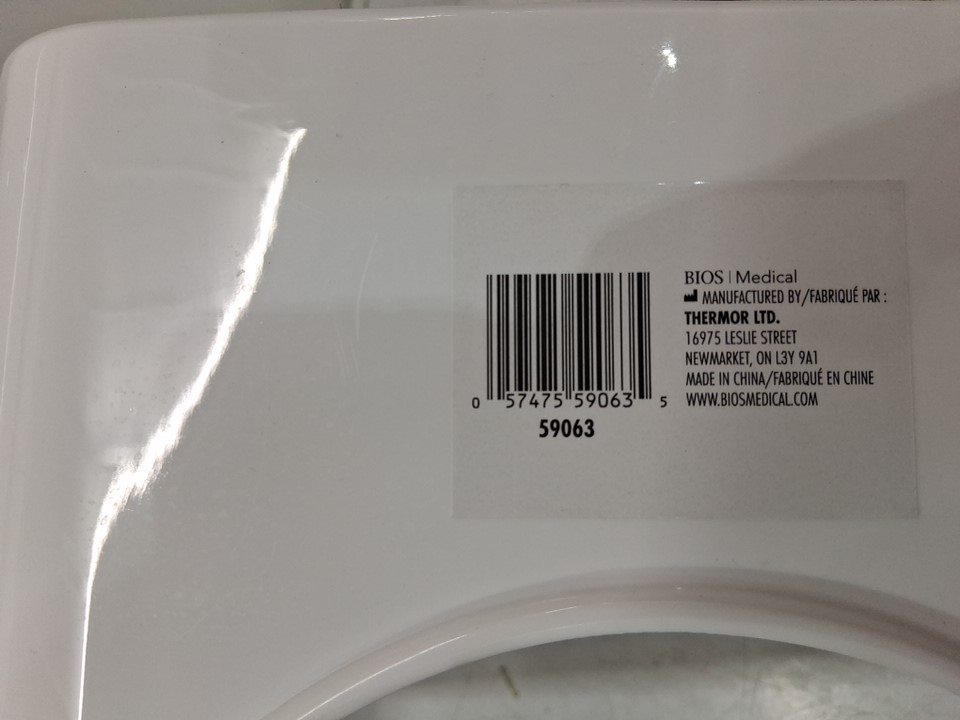 BIOS | Medical
MANUFACTURED BY/FABRIQUÉ PAR :
THERMOR LTD.
16975 LESLIE STREET
NEWMARKET, ON L3Y 9A1
MADE IN CHINA/FABRIQUÉ EN CHINE
WWW.BIOSMEDICAL.COM
0 57475 59063 5
59063